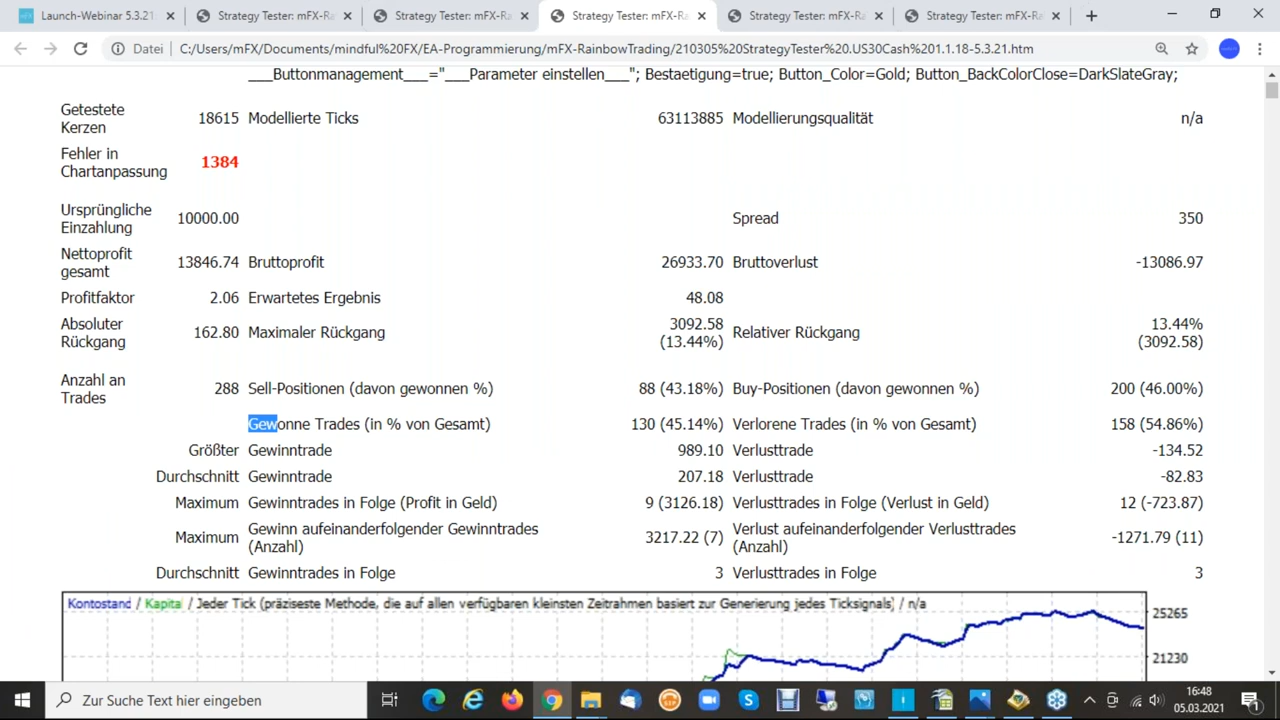 Launch-Webinar 5.3.21
Strategy Tester: mFX-Ra
Strategy Tester: mFX-Ra
Strategy Tester: mFX-Ra
Strategy Tester: mFX-Ra
Strategy Tester: mFX-Ra
Datei
C:/Users/mFX/Documents/mindful%20FX/EA-Programmierung/mFX-RainbowTrading/210305%20StrategyTester%20.US30Cash%201.1.18-5.3.21.htm
___Buttonmanagement___="___Parameter einstellen___"; Bestaetigung=true; Button_Color=Gold; Button_BackColorClose=DarkSlateGray;
Getestete
Kerzen
18615 Modellierte Ticks 63113885 Modellierungsqualität n/a
Fehler in
Chartanpassung
1384
Ursprüngliche
Einzahlung
10000.00 Spread 350
Nettoprofit
gesamt
13846.74 Bruttoprofit 26933.70 Bruttoverlust -13086.97
Profitfaktor 2.06 Erwartetes Ergebnis 48.08
Absoluter
Rückgang
162.80 Maximaler Rückgang
3092.58
(13.44%)
Relativer Rückgang
13.44%
(3092.58)
Anzahl an
Trades
288 Sell-Positionen (davon gewonnen %) 88 (43.18%) Buy-Positionen (davon gewonnen %) 200 (46.00%)
Gewonne Trades (in % von Gesamt) 130 (45.14%) Verlorene Trades (in % von Gesamt) 158 (54.86%)
Größter Gewinntrade 989.10 Verlusttrade -134.52
Durchschnitt Gewinntrade 207.18 Verlusttrade -82.83
Maximum Gewinntrades in Folge (Profit in Geld) 9 (3126.18) Verlusttrades in Folge (Verlust in Geld) 12 (-723.87)
Maximum
Gewinn aufeinanderfolgender Gewinntrades
(Anzahl)
3217.22 (7)
Verlust aufeinanderfolgender Verlusttrades
(Anzahl)
-1271.79 (11)
Durchschnitt Gewinntrades in Folge 3 Verlusttrades in Folge 3
Kontostand / Kapital / Jeder Tick (präziseste Methode, die auf allen verfügbaren kleinsten Zeitrahmen basiert zur Generierung jedes Ticksignals) / n/a
25265
21230
Zur Suche Text hier eingeben
16:48
05.03.2021
1